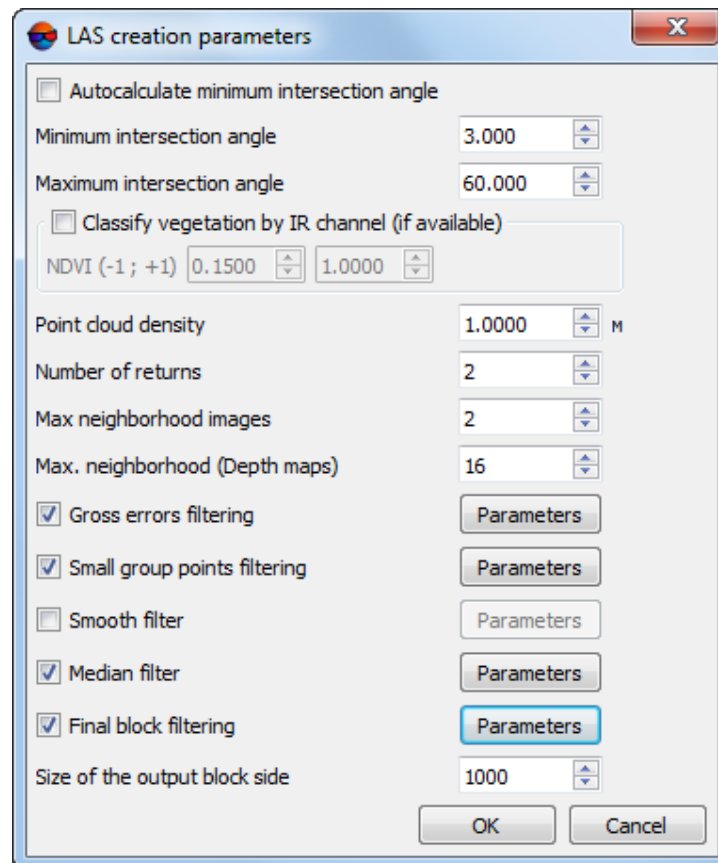 LAS creation parameters
Autocalculate minimum intersection angle
Minimum intersection angle 3.000
Maximum intersection angle 60.000
Classify vegetation by IR channel (if available)
NDVI (-1 ; +1) 0.1500 1.0000
Point cloud density 1.0000 м
Number of returns 2
Max neighborhood images 2
Max. neighborhood (Depth maps) 16
Gross errors filtering Parameters
Small group points filtering Parameters
Smooth filter Parameters
Median filter Parameters
Final block filtering Parameters
Size of the output block side 1000
OK Cancel